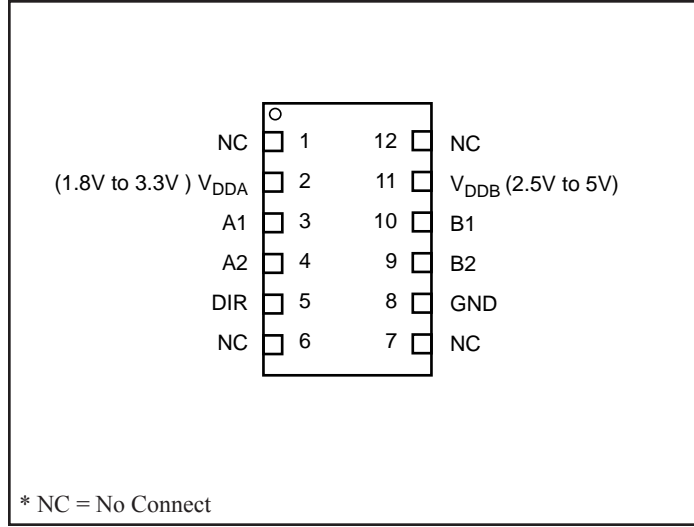 NC 1 12 NC
(1.8V to 3.3V ) VDDA 2 11 VDDB (2.5V to 5V)
A1 3 10 B1
A2 4 9 B2
DIR 5 8 GND
NC 6 7 NC
* NC = No Connect